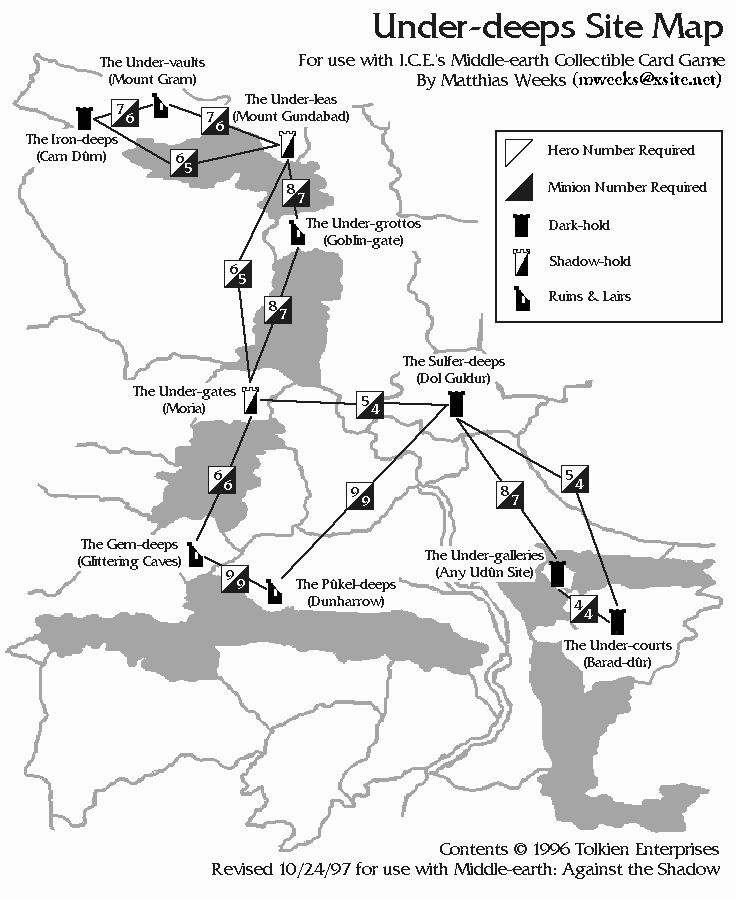 Under-deeps Site Map
For use with I.C.E.'s Middle-earth Collectible Card Game
By Matthias Weeks (mweeks@xsite.net)
The Under-vaults
(Mount Gram)
The Under-leas
(Mount Gundabad)
7 6
7 6
The Iron-deeps
(Carn Dûm)
6 5
8 7
Hero Number Required
Minion Number Required
Dark-hold
Shadow-hold
Ruins & Lairs
The Under-grottos
(Goblin-gate)
6 5
8 7
The Sulfer-deeps
(Dol Guldur)
The Under-gates
(Moria)
5 4
6 6
9 9
8 7
5 4
The Gem-deeps
(Glittering Caves)
9 9
The Pûkel-deeps
(Dunharrow)
The Under-galleries
(Any Udûn Site)
4 4
The Under-courts
(Barad-dûr)
Contents © 1996 Tolkien Enterprises
Revised 10/24/97 for use with Middle-earth: Against the Shadow